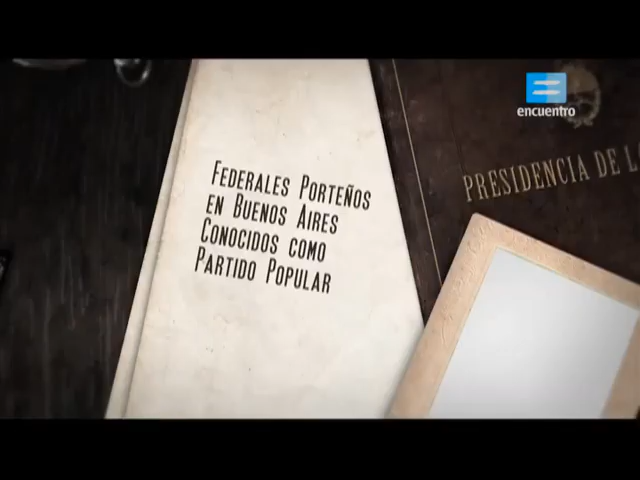 encuentro
Federales Porteños
en Buenos Aires
Conocidos como
Partido Popular
PRESIDENCIA DE